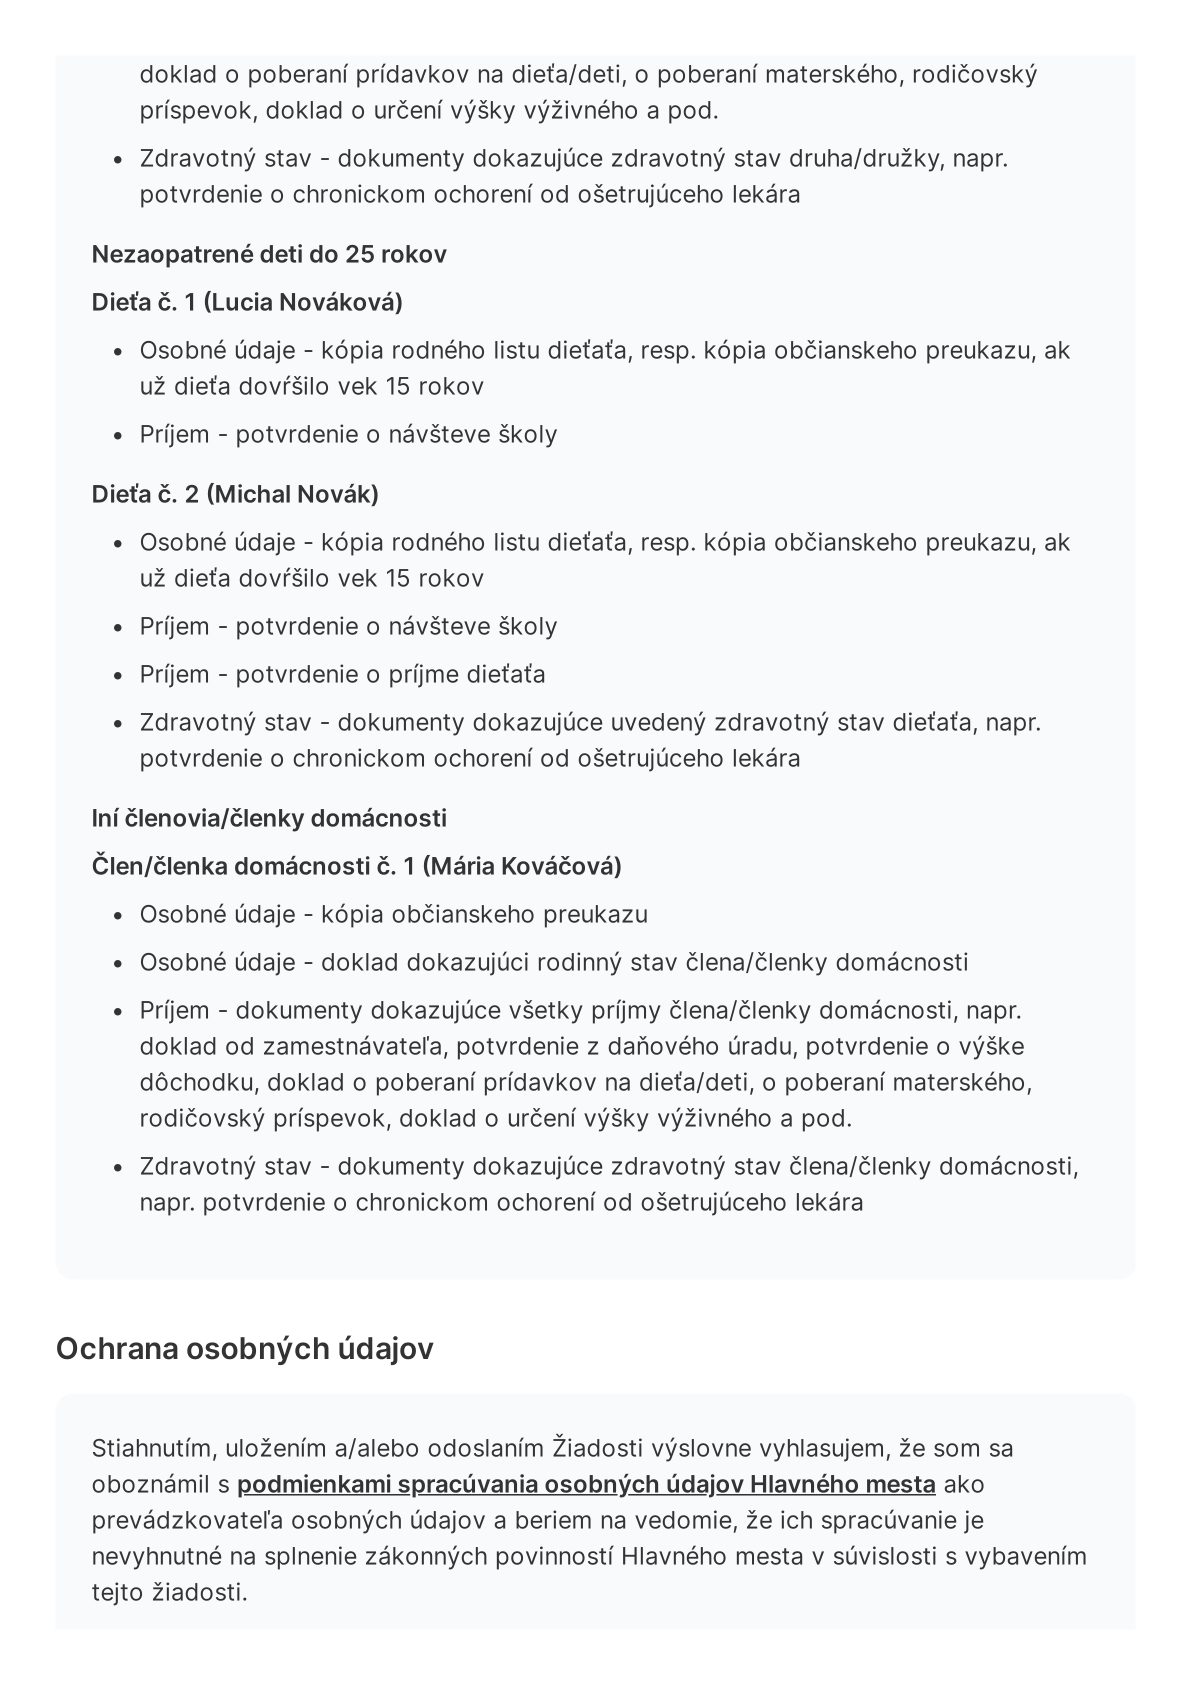 doklad o poberaní prídavkov na dieťa/deti, o poberaní materského, rodičovský
príspevok, doklad o určení výšky výživného a pod.
• Zdravotný stav - dokumenty dokazujúce zdravotný stav druha/družky, napr.
potvrdenie o chronickom ochorení od ošetrujúceho lekára
Nezaopatrené deti do 25 rokov
Dieťa č. 1 (Lucia Nováková)
• Osobné údaje - kópia rodného listu dieťaťa, resp. kópia občianskeho preukazu, ak
už dieťa dovŕšilo vek 15 rokov
• Príjem - potvrdenie o návšteve školy
Dieťa č. 2 (Michal Novák)
• Osobné údaje - kópia rodného listu dieťaťa, resp. kópia občianskeho preukazu, ak
už dieťa dovŕšilo vek 15 rokov
• Príjem - potvrdenie o návšteve školy
• Príjem - potvrdenie o príjme dieťaťa
• Zdravotný stav - dokumenty dokazujúce uvedený zdravotný stav dieťaťa, napr.
potvrdenie o chronickom ochorení od ošetrujúceho lekára
Iní členovia/členky domácnosti
Člen/členka domácnosti č. 1 (Mária Kováčová)
• Osobné údaje - kópia občianskeho preukazu
• Osobné údaje - doklad dokazujúci rodinný stav člena/členky domácnosti
• Príjem - dokumenty dokazujúce všetky príjmy člena/členky domácnosti, napr.
doklad od zamestnávateľa, potvrdenie z daňového úradu, potvrdenie o výške
dôchodku, doklad o poberaní prídavkov na dieťa/deti, o poberaní materského,
rodičovský príspevok, doklad o určení výšky výživného a pod.
• Zdravotný stav - dokumenty dokazujúce zdravotný stav člena/členky domácnosti,
napr. potvrdenie o chronickom ochorení od ošetrujúceho lekára
Ochrana osobných údajov
Stiahnutím, uložením a/alebo odoslaním Žiadosti výslovne vyhlasujem, že som sa
oboznámil s podmienkami spracúvania osobných údajov Hlavného mesta ako
prevádzkovateľa osobných údajov a beriem na vedomie, že ich spracúvanie je
nevyhnutné na splnenie zákonných povinností Hlavného mesta v súvislosti s vybavením
tejto žiadosti.